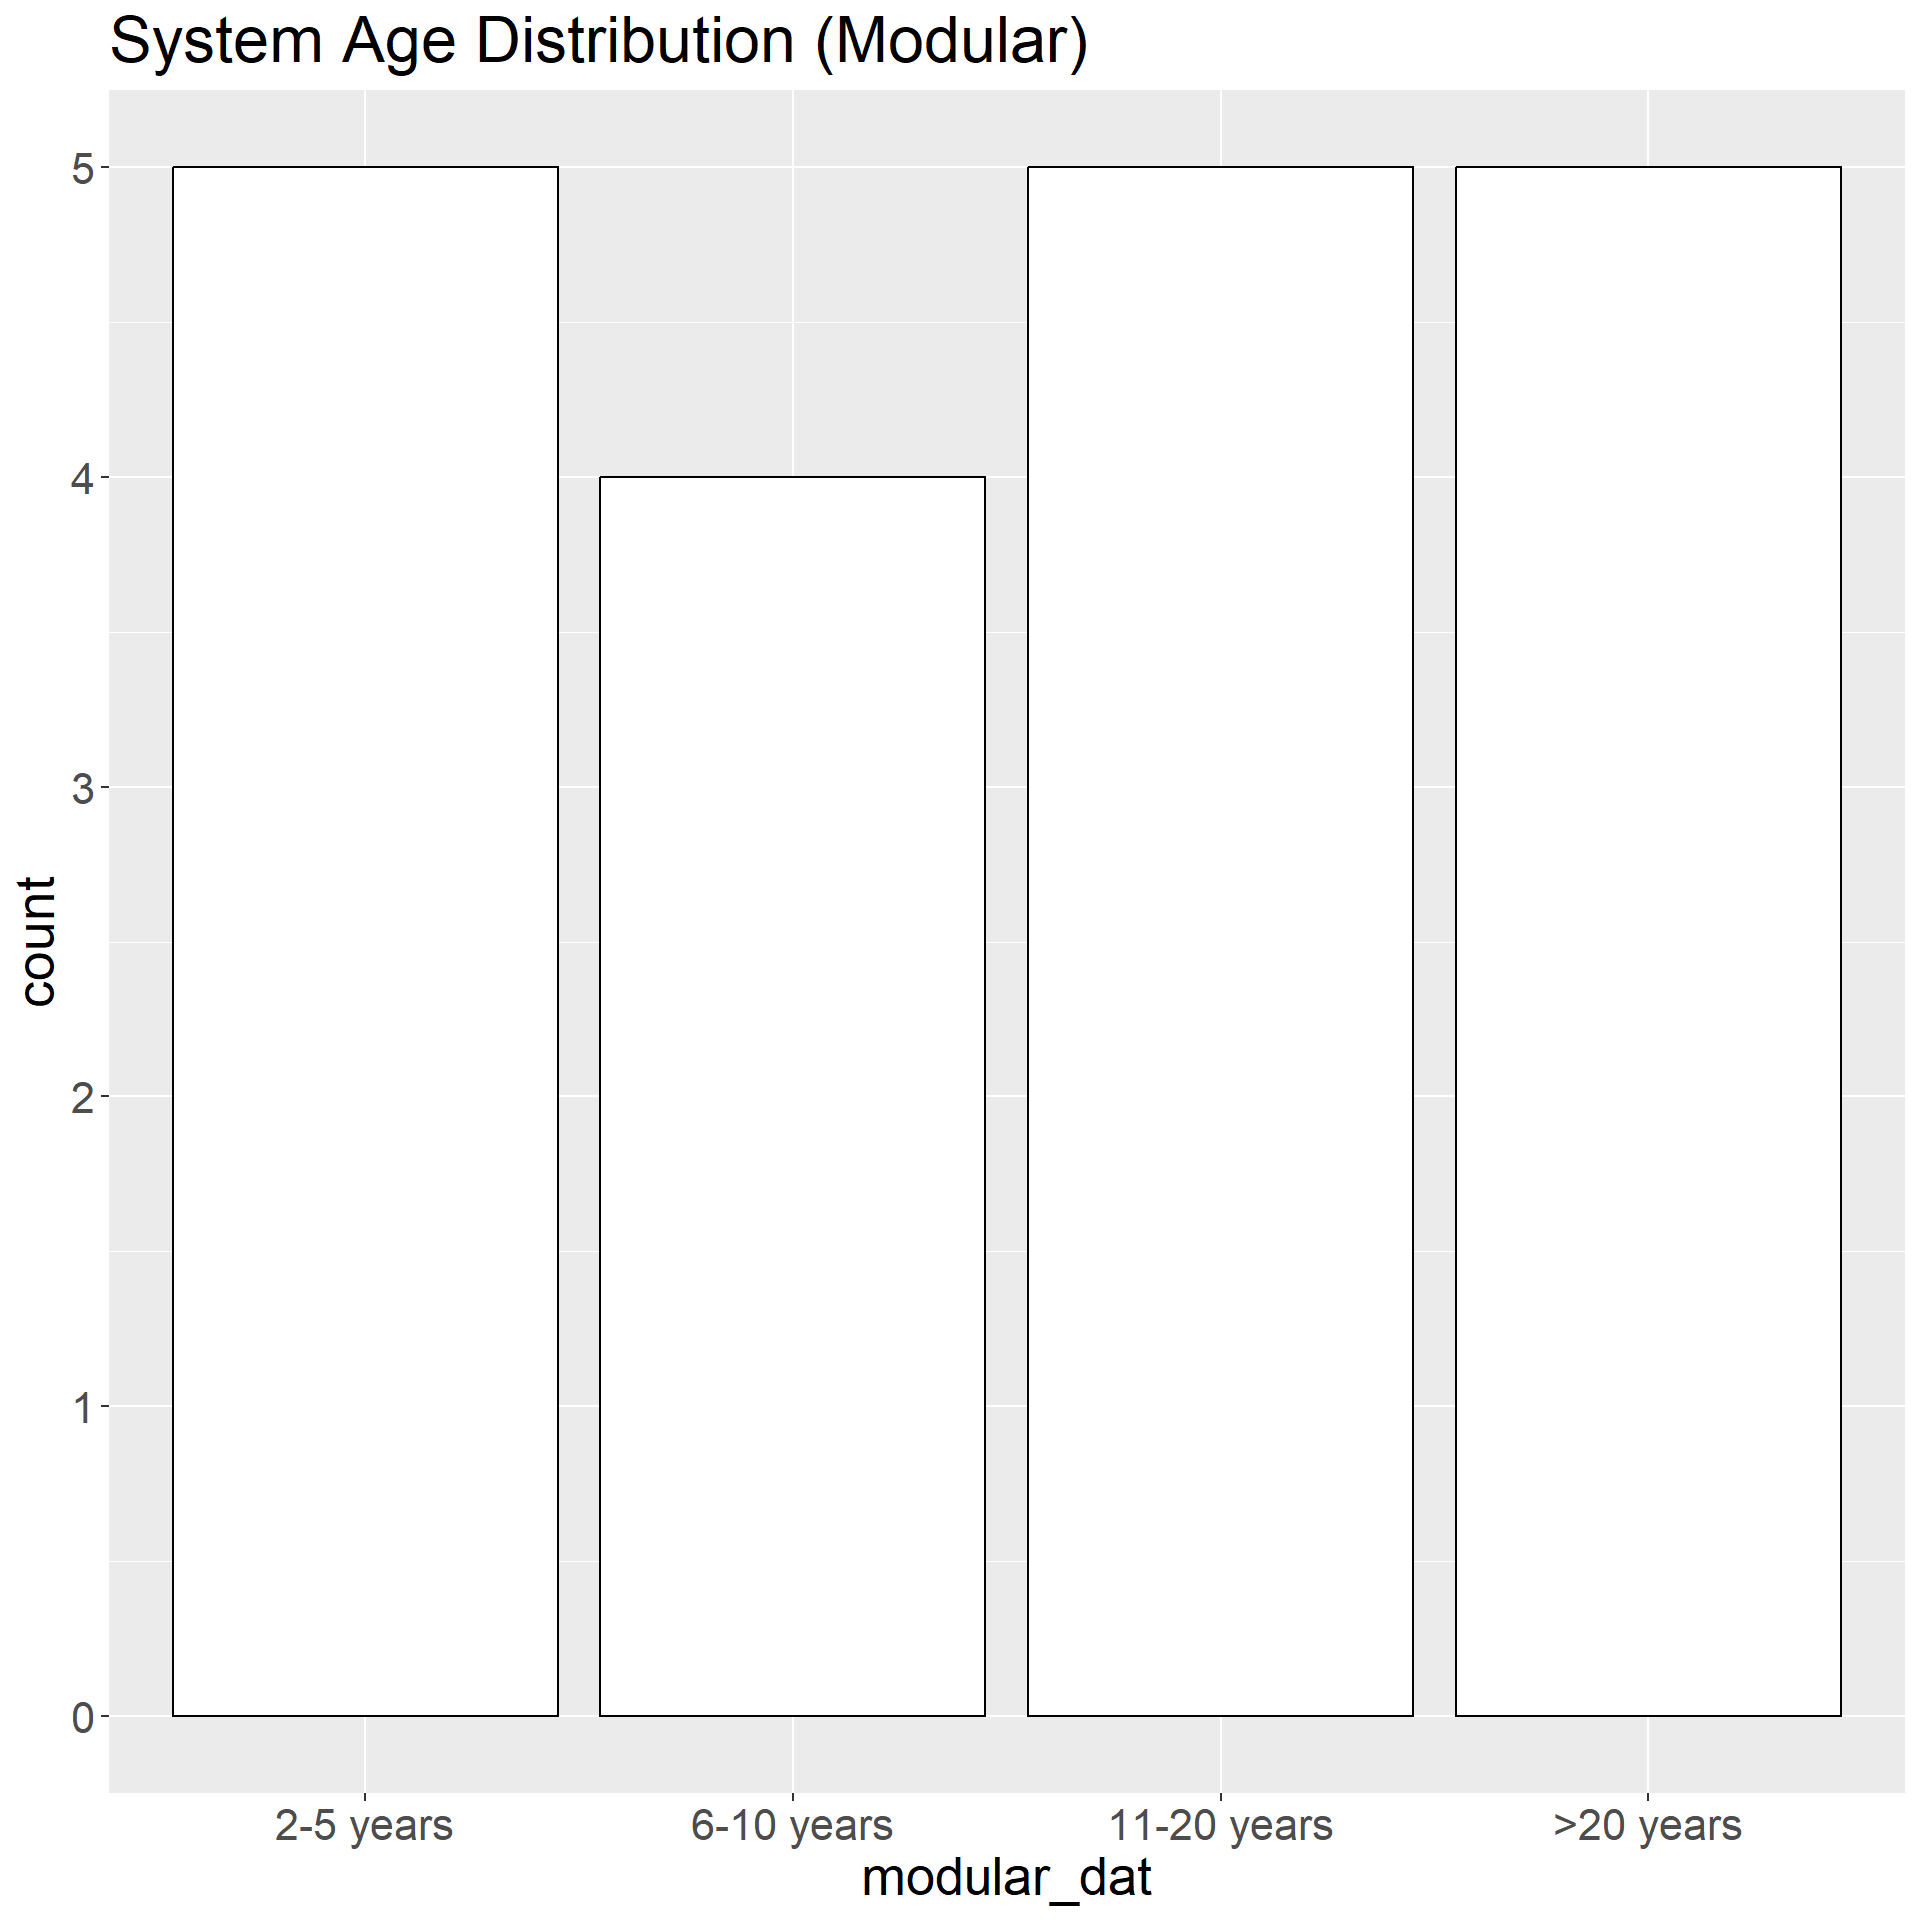 System Age Distribution (Modular)
count
5
4
3
2
1
0
2-5 years
6-10 years
11-20 years
>20 years
modular_dat